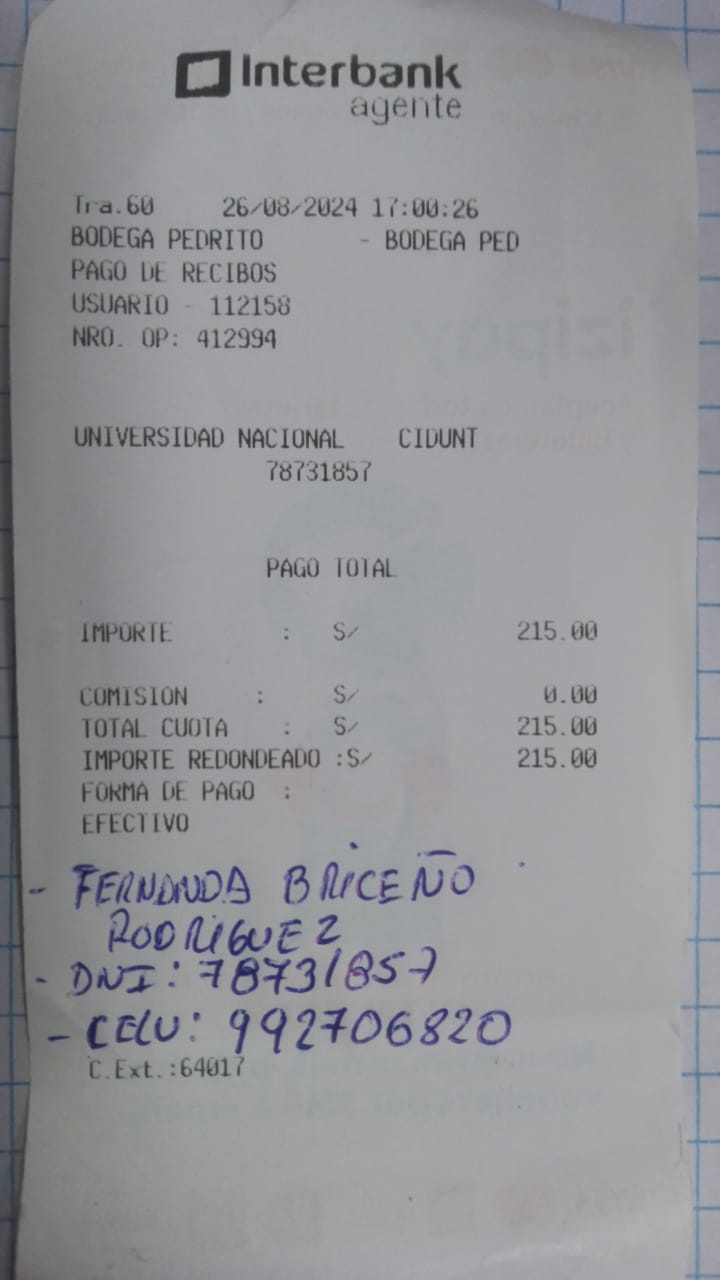 Interbank
agente
Tra.60 26/08/2024 17:00:26
BODEGA PEDRITO - BODEGA PED
PAGO DE RECIBOS
USUARIO - 112158
NRO. OP: 412994
UNIVERSIDAD NACIONAL CIDUNT
78731857
PAGO TOTAL
IMPORTE : S/ 215.00
COMISION : S/ 0.00
TOTAL CUOTA : S/ 215.00
IMPORTE REDONDEADO :S/ 215.00
FORMA DE PAGO :
EFECTIVO
- FERNANDA BRICEÑO
RODRIGUEZ
- DNI: 78731857
- CELU: 992706820
C.Ext.:64017
izipay